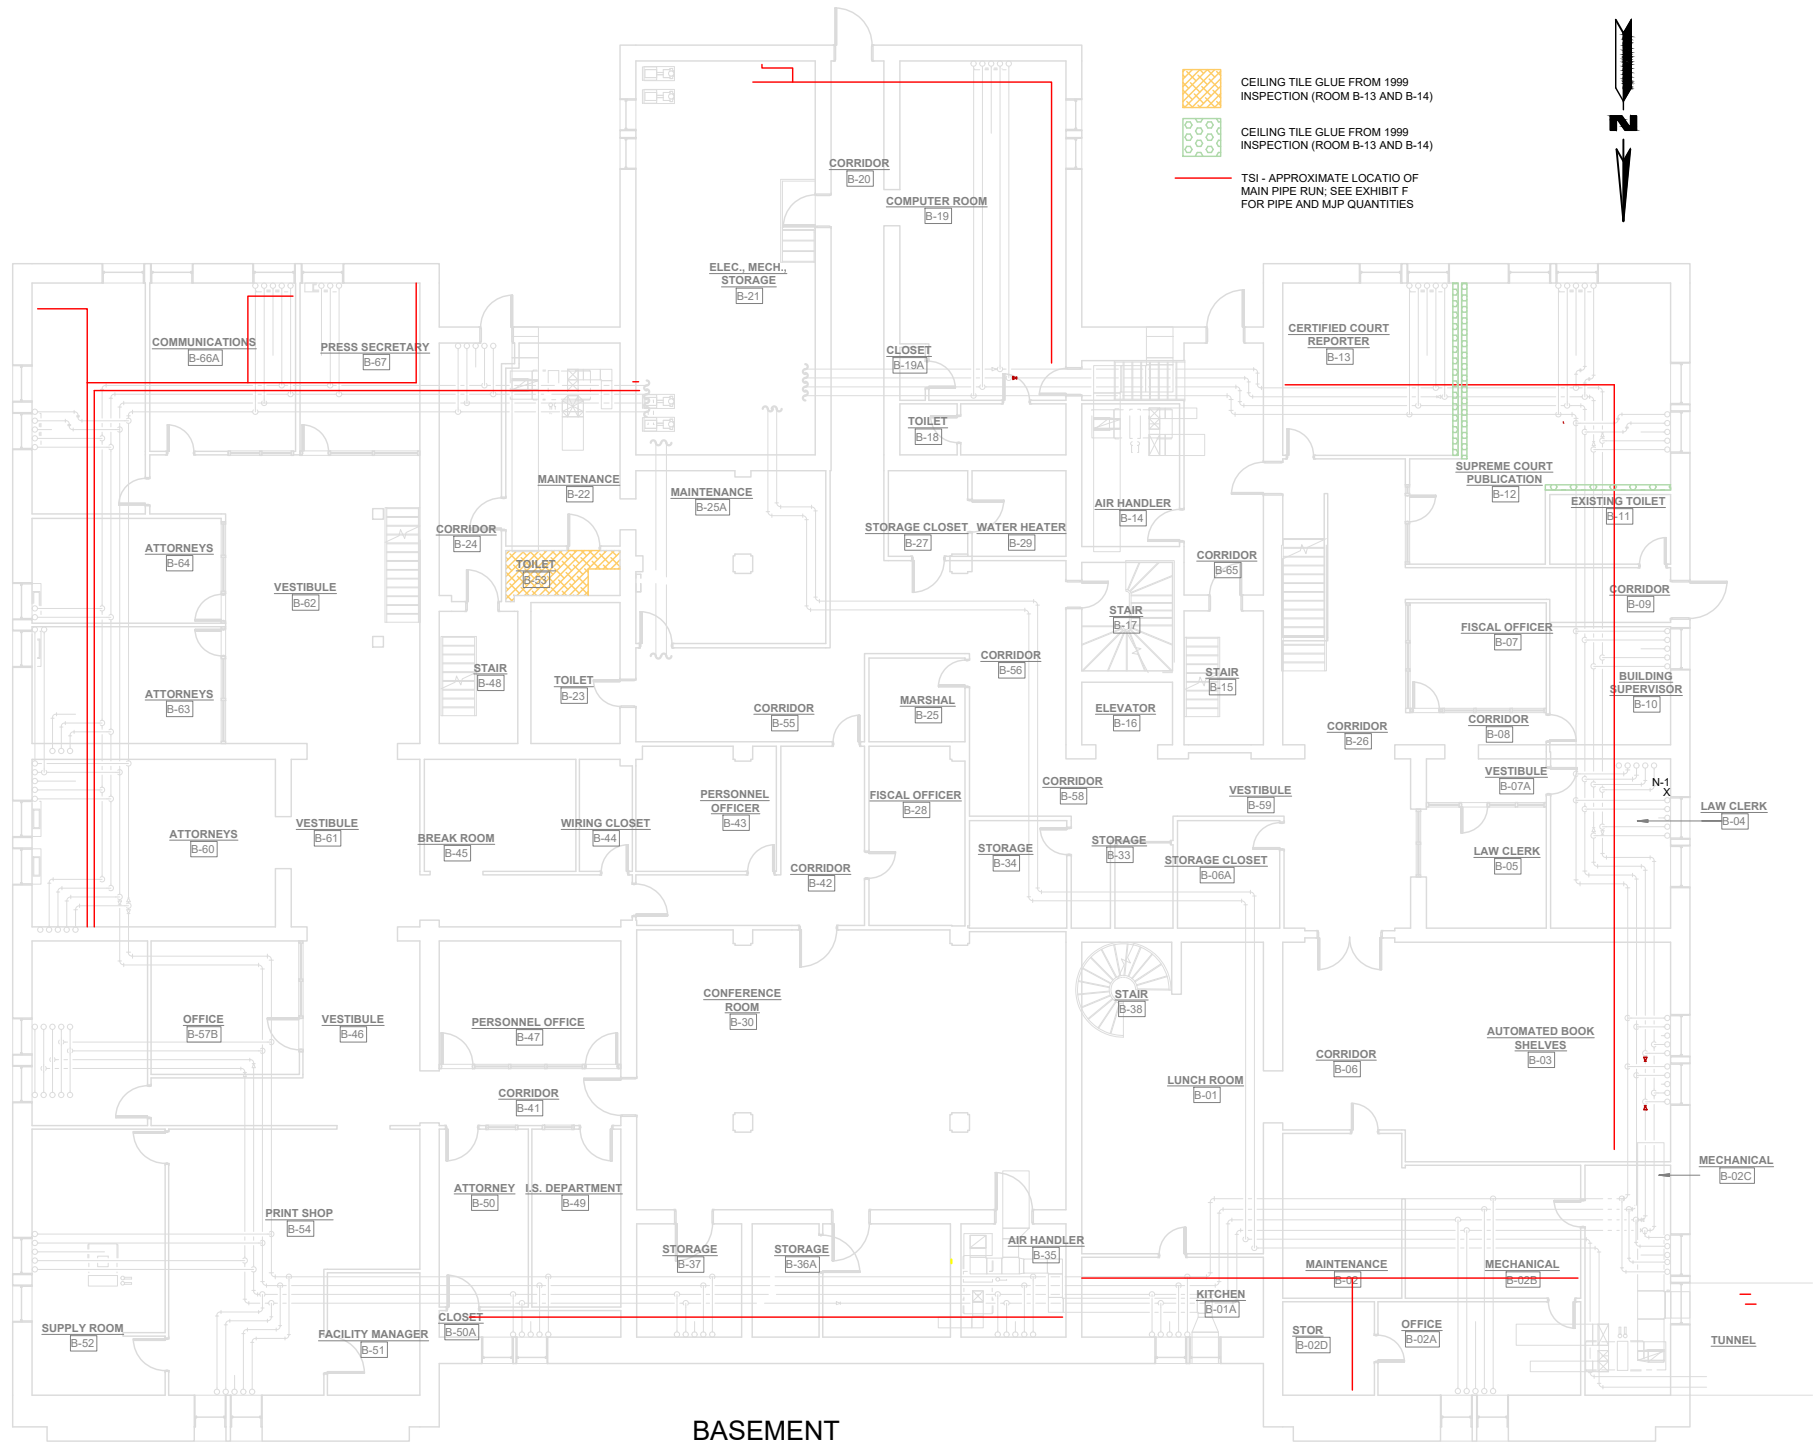 CEILING TILE GLUE FROM 1999
INSPECTION (ROOM B-13 AND B-14)
CEILING TILE GLUE FROM 1999
INSPECTION (ROOM B-13 AND B-14)
TSI - APPROXIMATE LOCATIO OF
MAIN PIPE RUN; SEE EXHIBIT F
FOR PIPE AND MJP QUANTITIES
N
CORRIDOR
B-20
COMPUTER ROOM
B-19
ELEC., MECH.,
STORAGE
B-21
COMMUNICATIONS
B-66A
PRESS SECRETARY
B-67
CLOSET
B-19A
CERTIFIED COURT
REPORTER
B-13
TOILET
B-18
SUPREME COURT
PUBLICATION
B-12
MAINTENANCE
B-22
MAINTENANCE
B-25A
EXISTING TOILET
B-11
AIR HANDLER
B-14
CORRIDOR
B-24
STORAGE CLOSET
B-27
WATER HEATER
B-29
ATTORNEYS
B-64
CORRIDOR
B-65
TOILET
B-53
VESTIBULE
B-62
CORRIDOR
B-09
STAIR
B-17
FISCAL OFFICER
B-07
CORRIDOR
B-56
STAIR
B-48
STAIR
B-15
TOILET
B-23
BUILDING
SUPERVISOR
B-10
ATTORNEYS
B-63
MARSHAL
B-25
CORRIDOR
B-55
ELEVATOR
B-16
CORRIDOR
B-08
CORRIDOR
B-26
VESTIBULE
B-07A
N-1
X
CORRIDOR
B-58
VESTIBULE
B-59
PERSONNEL
OFFICER
B-43
FISCAL OFFICER
B-28
LAW CLERK
B-04
WIRING CLOSET
B-44
VESTIBULE
B-61
ATTORNEYS
B-60
BREAK ROOM
B-45
STORAGE
B-34
STORAGE
B-33
LAW CLERK
B-05
STORAGE CLOSET
B-06A
CORRIDOR
B-42
CONFERENCE
ROOM
B-30
STAIR
B-38
OFFICE
B-57B
VESTIBULE
B-46
PERSONNEL OFFICE
B-47
AUTOMATED BOOK
SHELVES
B-03
CORRIDOR
B-06
LUNCH ROOM
B-01
CORRIDOR
B-41
MECHANICAL
B-02C
ATTORNEY
B-50
I.S. DEPARTMENT
B-49
PRINT SHOP
B-54
AIR HANDLER
B-35
STORAGE
B-37
STORAGE
B-36A
MAINTENANCE
B-02
MECHANICAL
B-02B
KITCHEN
B-01A
CLOSET
B-50A
SUPPLY ROOM
B-52
FACILITY MANAGER
B-51
STOR
B-02D
OFFICE
B-02A
TUNNEL
BASEMENT